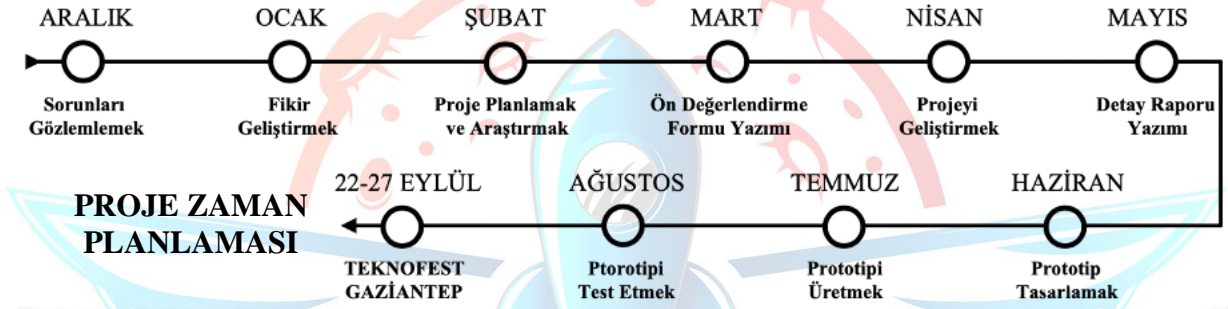 ARALIK
OCAK
ŞUBAT
MART
NİSAN
MAYIS
Sorunları
Gözlemlemek
Fikir
Geliştirmek
Proje Planlamak
ve Araştırmak
Ön Değerlendirme
Formu Yazımı
Projeyi
Geliştirmek
Detay Raporu
Yazımı
PROJE ZAMAN
PLANLAMASI
22-27 EYLÜL
AĞUSTOS
TEMMUZ
HAZİRAN
TEKNOFEST
GAZİANTEP
Ptorotipi
Test Etmek
Prototipi
Üretmek
Prototip
Tasarlamak